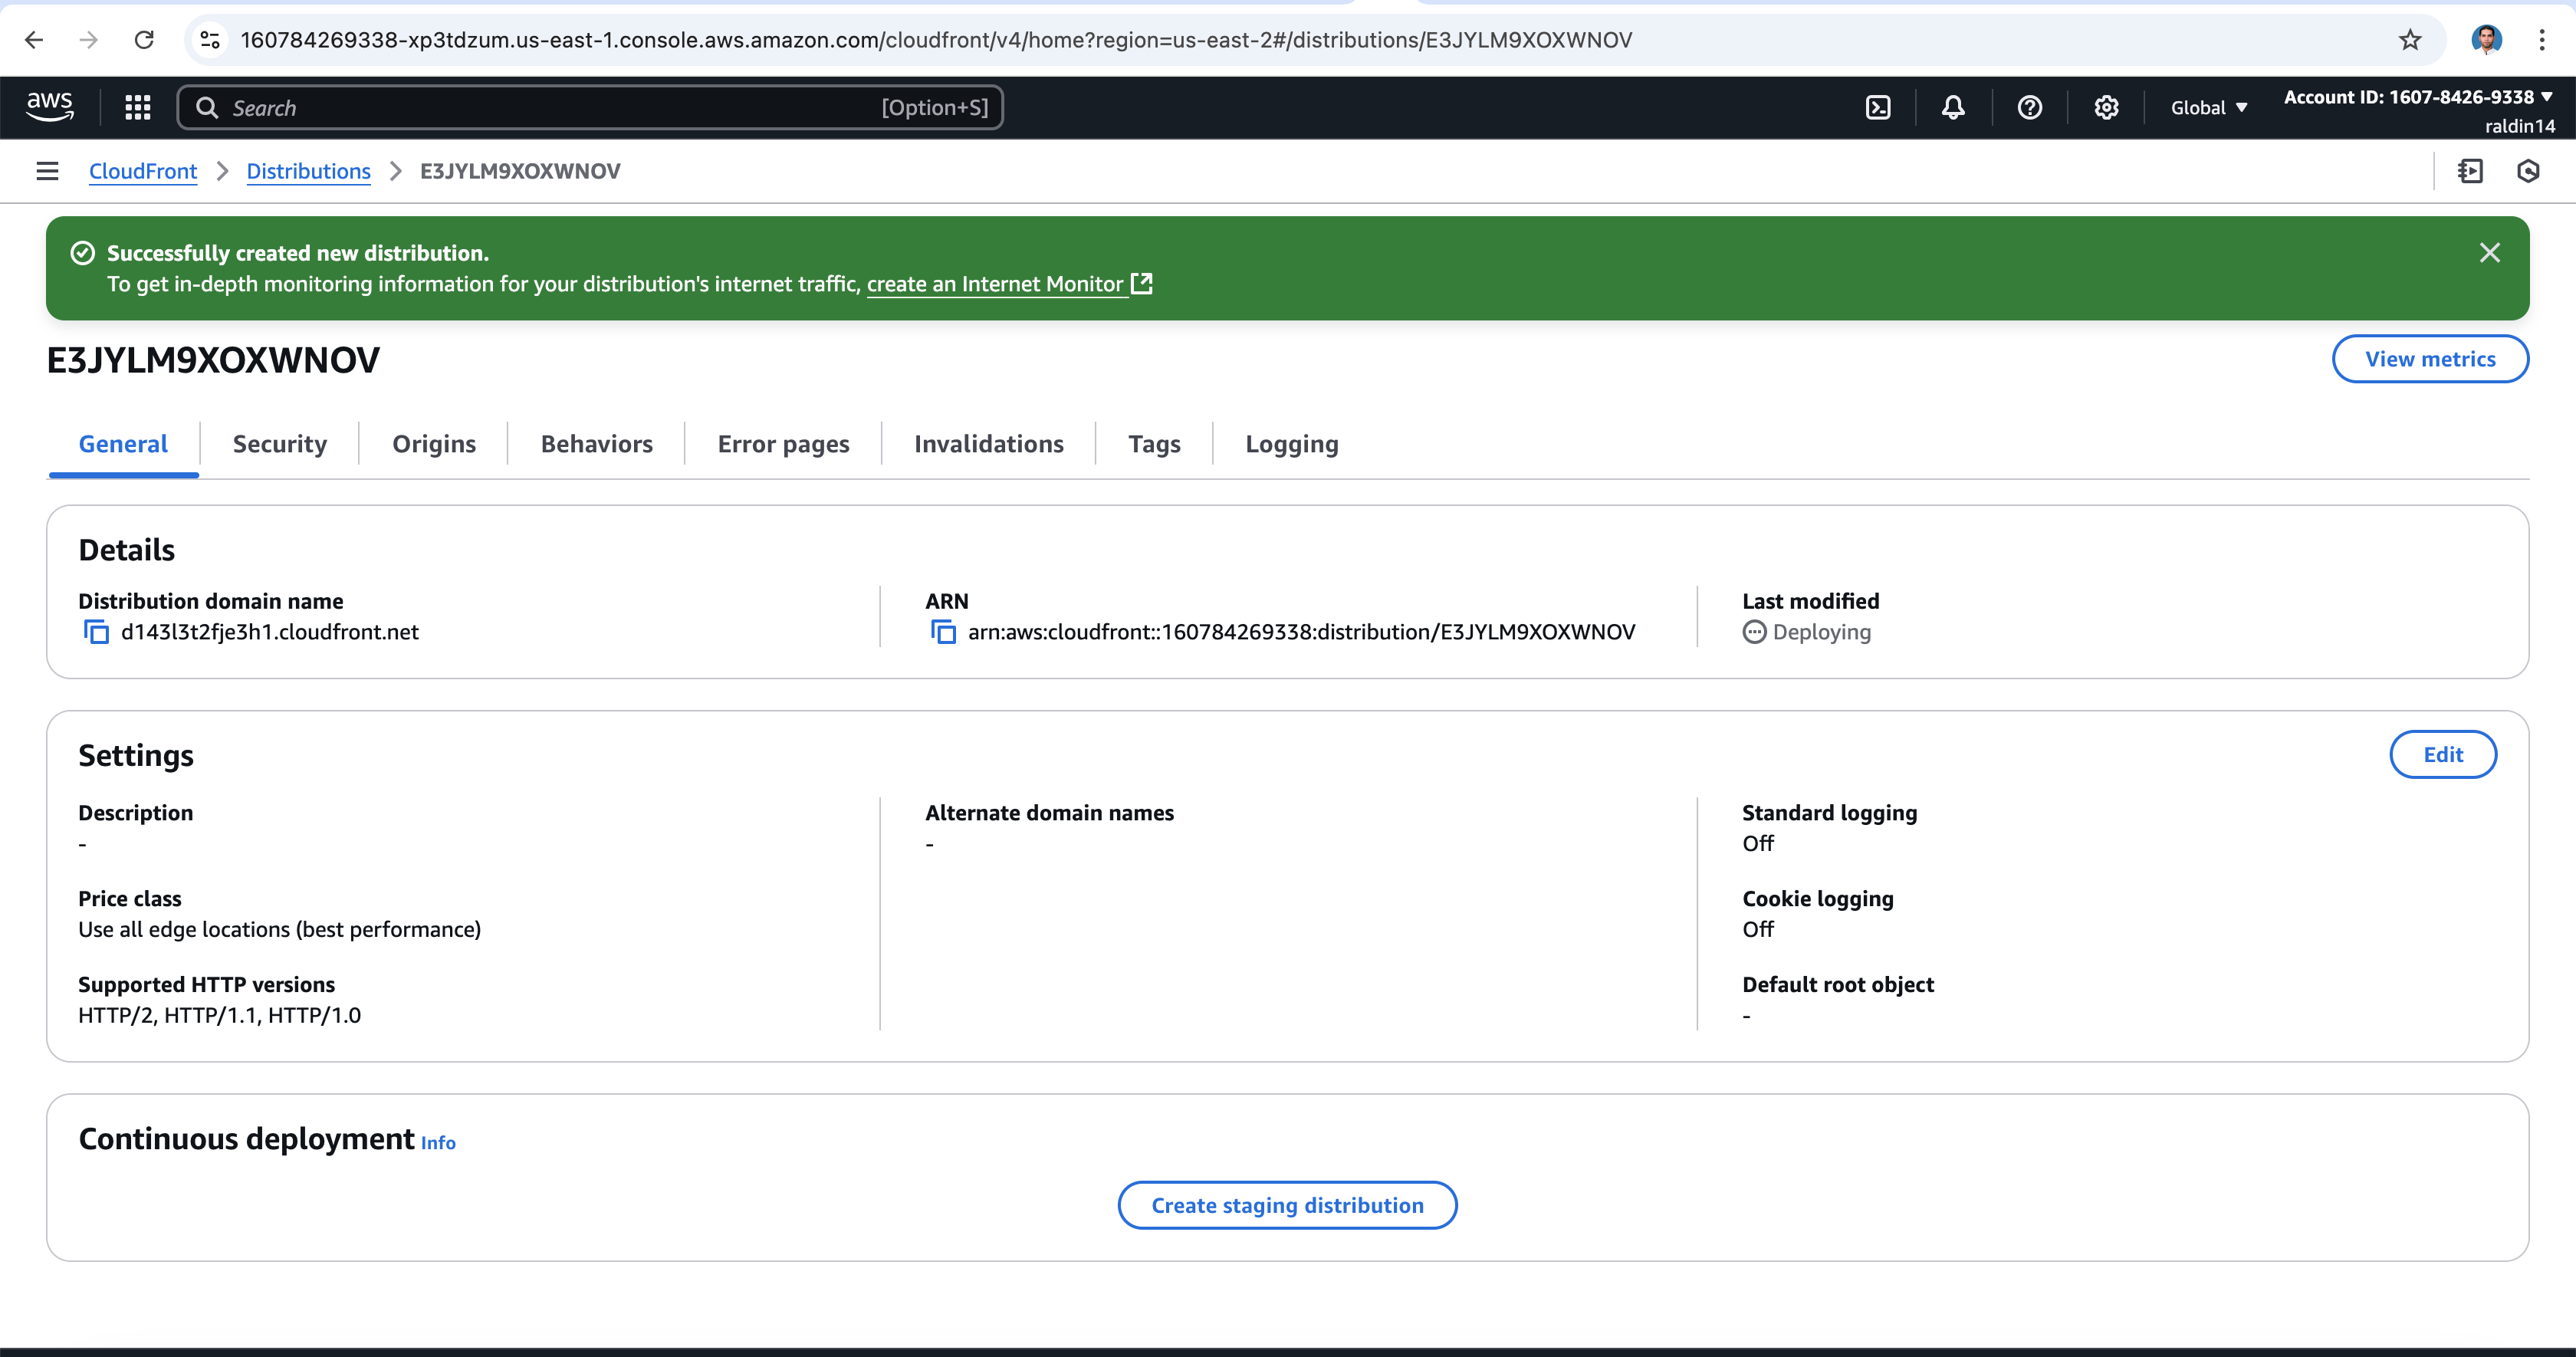 160784269338-xp3tdzum.us-east-1.console.aws.amazon.com/cloudfront/v4/home?region=us-east-2#/distributions/E3JYLM9XOXWNOV
aws
Search
[Option+S]
Global
Account ID: 1607-8426-9338
raldin14
CloudFront
Distributions
E3JYLM9XOXWNOV
Successfully created new distribution.
To get in-depth monitoring information for your distribution's internet traffic, create an Internet Monitor
E3JYLM9XOXWNOV
View metrics
General
Security
Origins
Behaviors
Error pages
Invalidations
Tags
Logging
Details
Distribution domain name
d143l3t2fje3h1.cloudfront.net
ARN
arn:aws:cloudfront::160784269338:distribution/E3JYLM9XOXWNOV
Last modified
Deploying
Settings
Edit
Description
-
Price class
Use all edge locations (best performance)
Supported HTTP versions
HTTP/2, HTTP/1.1, HTTP/1.0
Alternate domain names
-
Standard logging
Off
Cookie logging
Off
Default root object
-
Continuous deployment Info
Create staging distribution